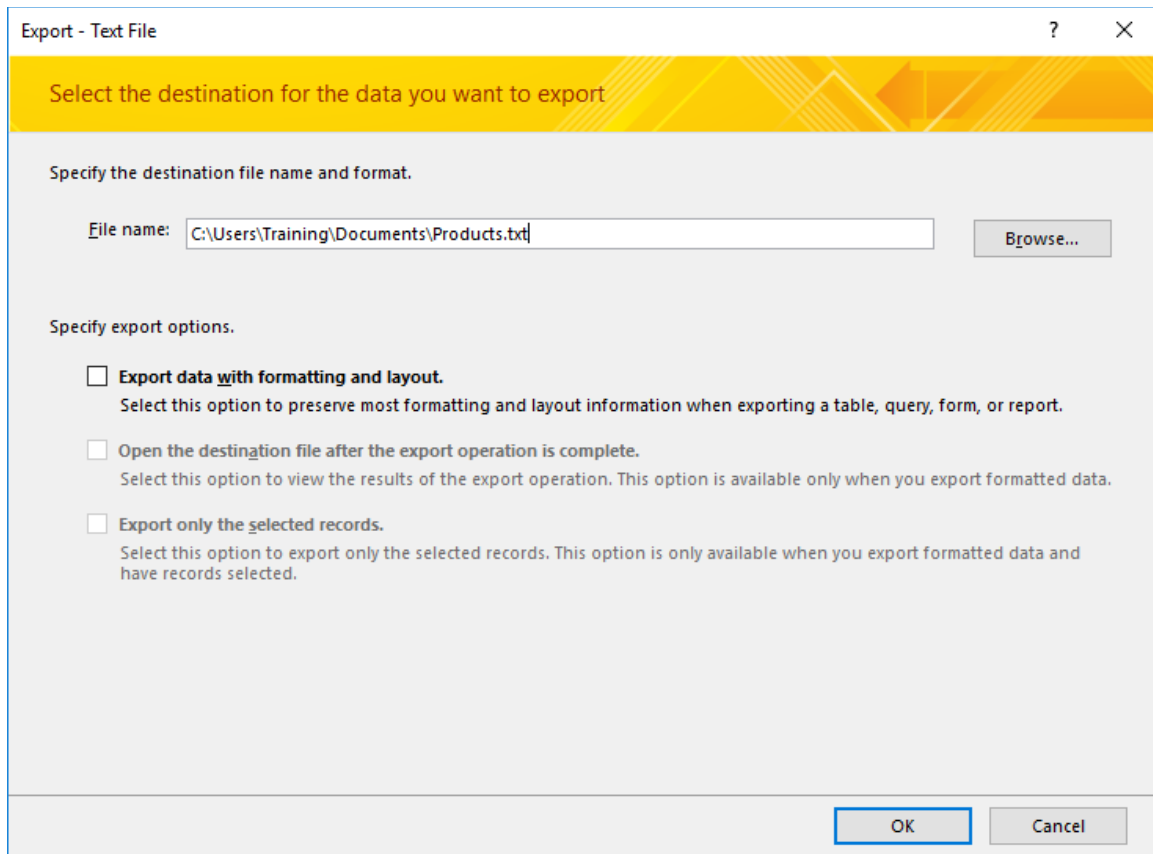 Export - Text File
?
Select the destination for the data you want to export
Specify the destination file name and format.
File name:
C:\Users\Training\Documents\Products.txt
Browse...
Specify export options.
Export data with formatting and layout.
Select this option to preserve most formatting and layout information when exporting a table, query, form, or report.
Open the destination file after the export operation is complete.
Select this option to view the results of the export operation. This option is available only when you export formatted data.
Export only the selected records.
Select this option to export only the selected records. This option is only available when you export formatted data and
have records selected.
OK
Cancel